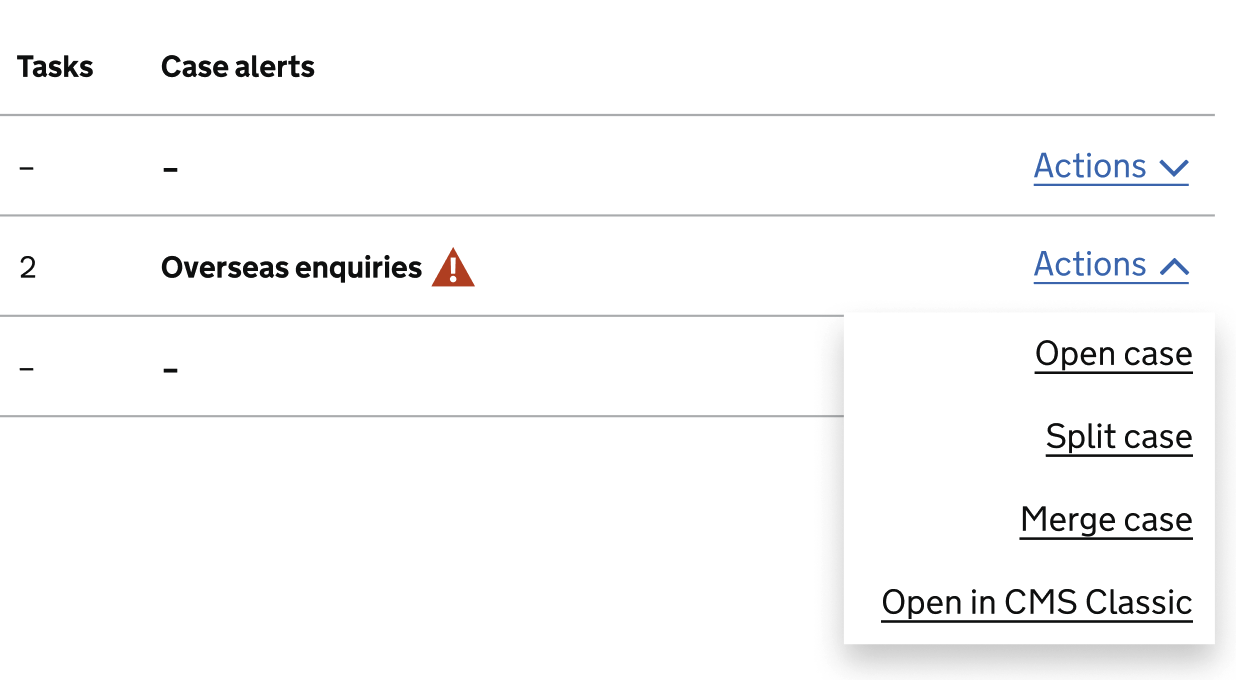 Tasks Case alerts
– – Actions
2 Overseas enquiries Actions
– –
Open case
Split case
Merge case
Open in CMS Classic